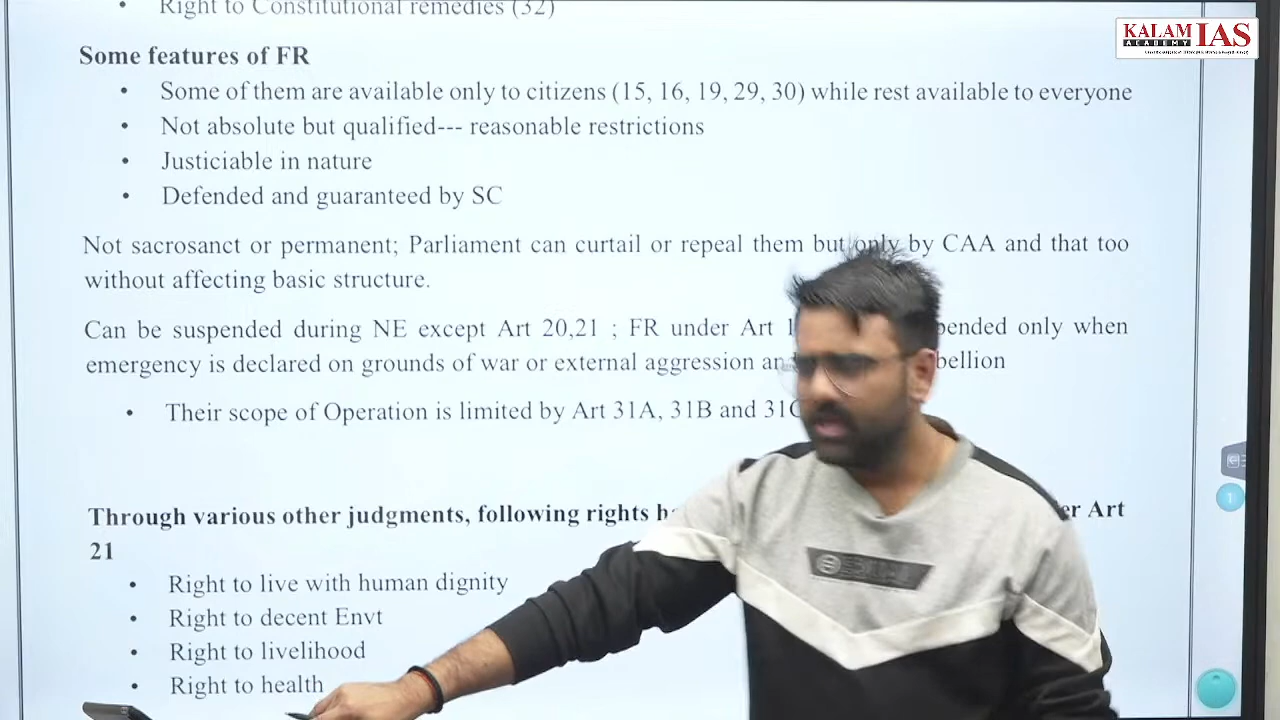 • Right to Constitutional remedies (32)
KALAM IAS
ACADEMY
Some features of FR
• Some of them are available only to citizens (15, 16, 19, 29, 30) while rest available to everyone
• Not absolute but qualified--- reasonable restrictions
• Justiciable in nature
• Defended and guaranteed by SC
Not sacrosanct or permanent; Parliament can curtail or repeal them but only by CAA and that too
without affecting basic structure.
Can be suspended during NE except Art 20,21 ; FR under Art pended only when
emergency is declared on grounds of war or external aggression an bellion
• Their scope of Operation is limited by Art 31A, 31B and 31C
Through various other judgments, following rights h er Art
21
• Right to live with human dignity
• Right to decent Envt
• Right to livelihood
• Right to health
1